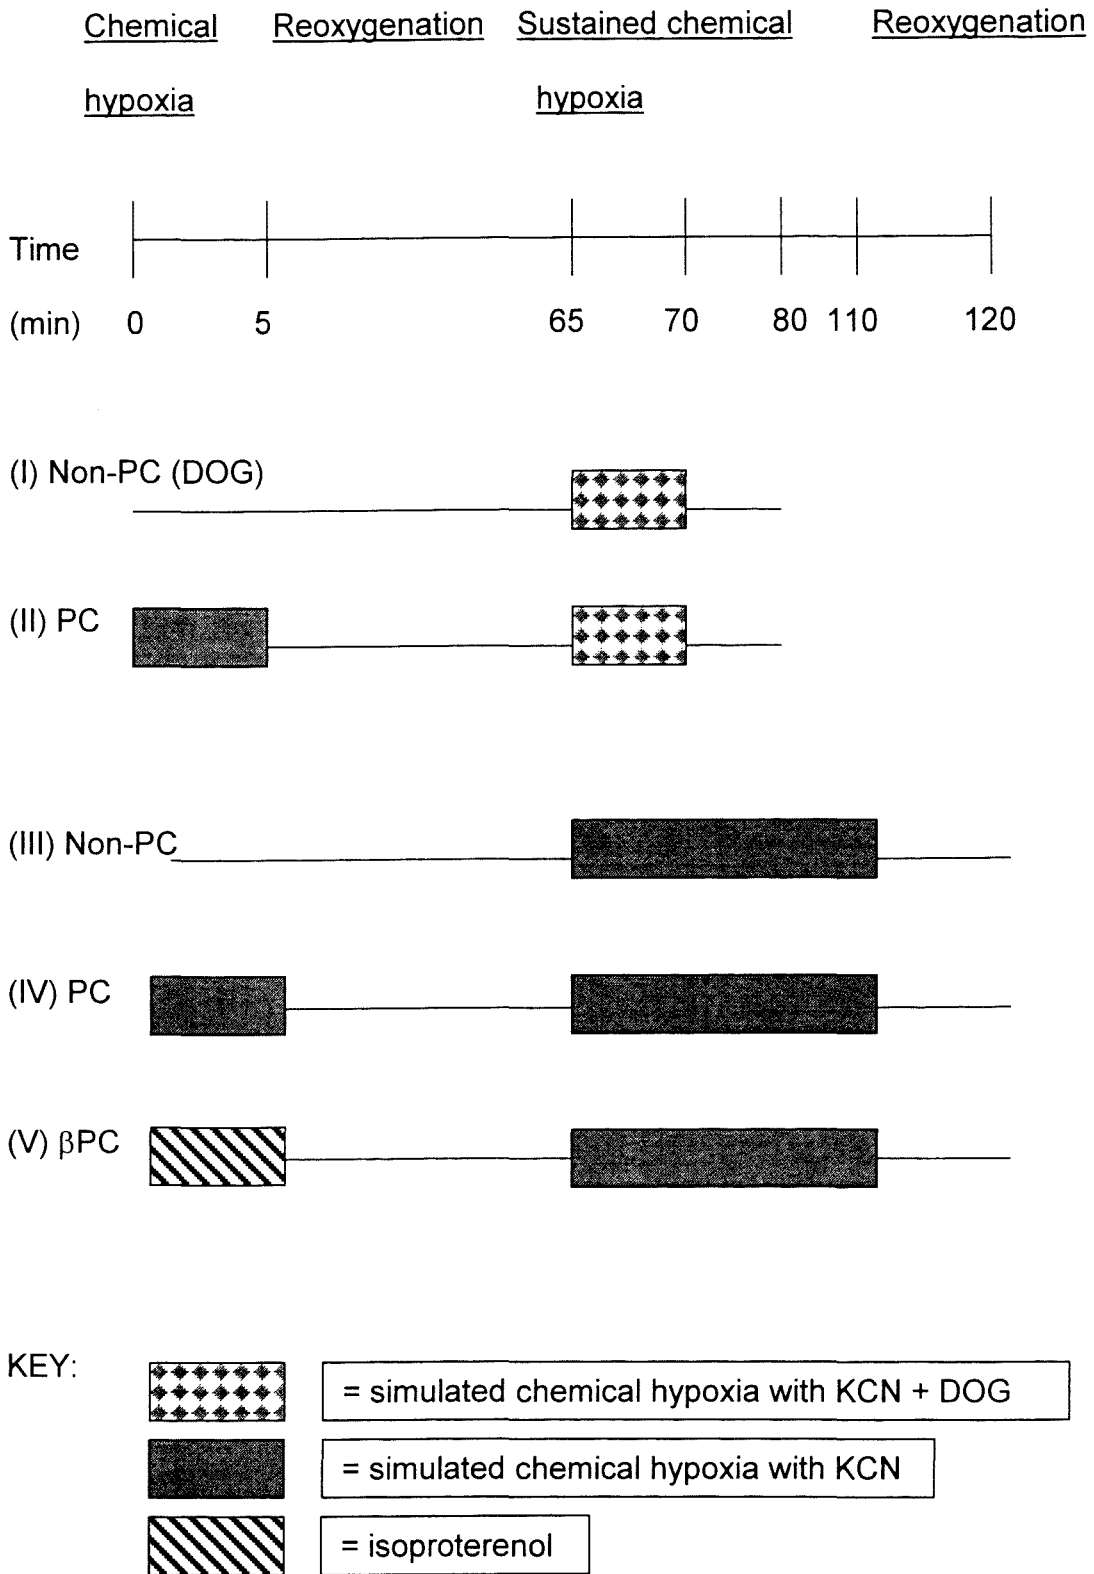 Chemical Reoxygenation Sustained chemical Reoxygenation
hypoxia hypoxia
Time
(min) 0 5 65 70 80 110 120
(I) Non-PC (DOG)
(II) PC
(III) Non-PC
(IV) PC
(V) βPC
KEY:
= simulated chemical hypoxia with KCN + DOG
= simulated chemical hypoxia with KCN
= isoproterenol